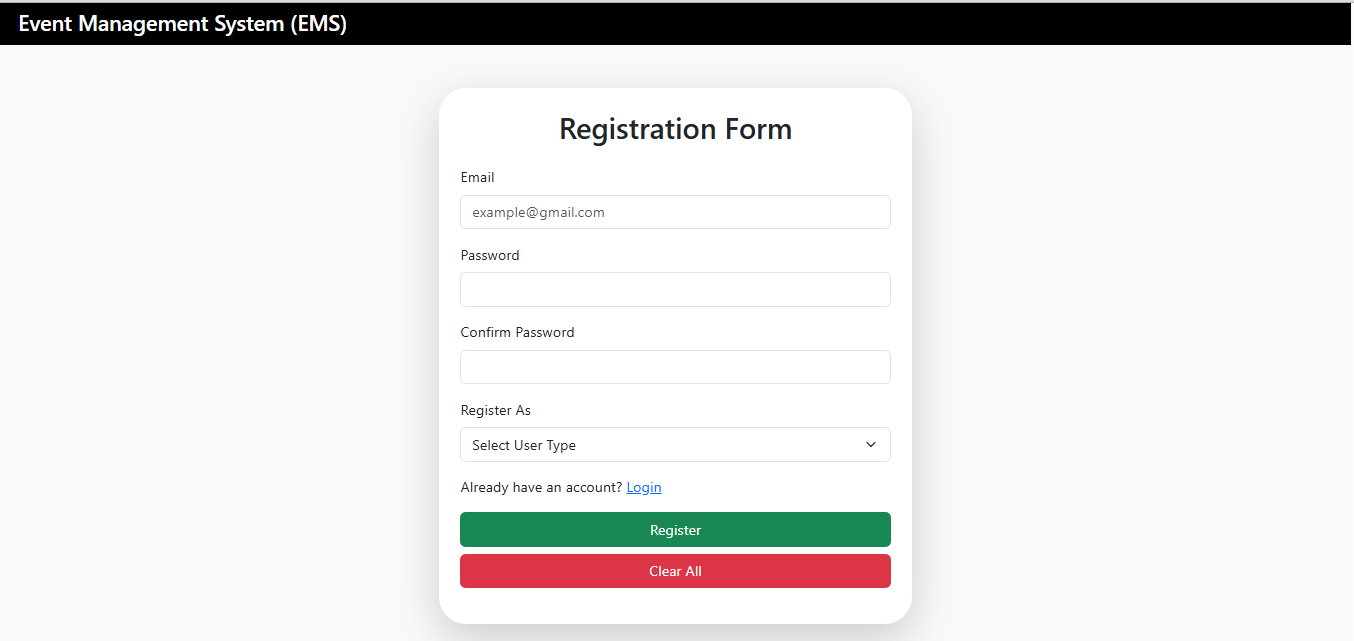 Event Management System (EMS)
Registration Form
Email
example@gmail.com
Password
Confirm Password
Register As
Select User Type
Already have an account? Login
Register
Clear All